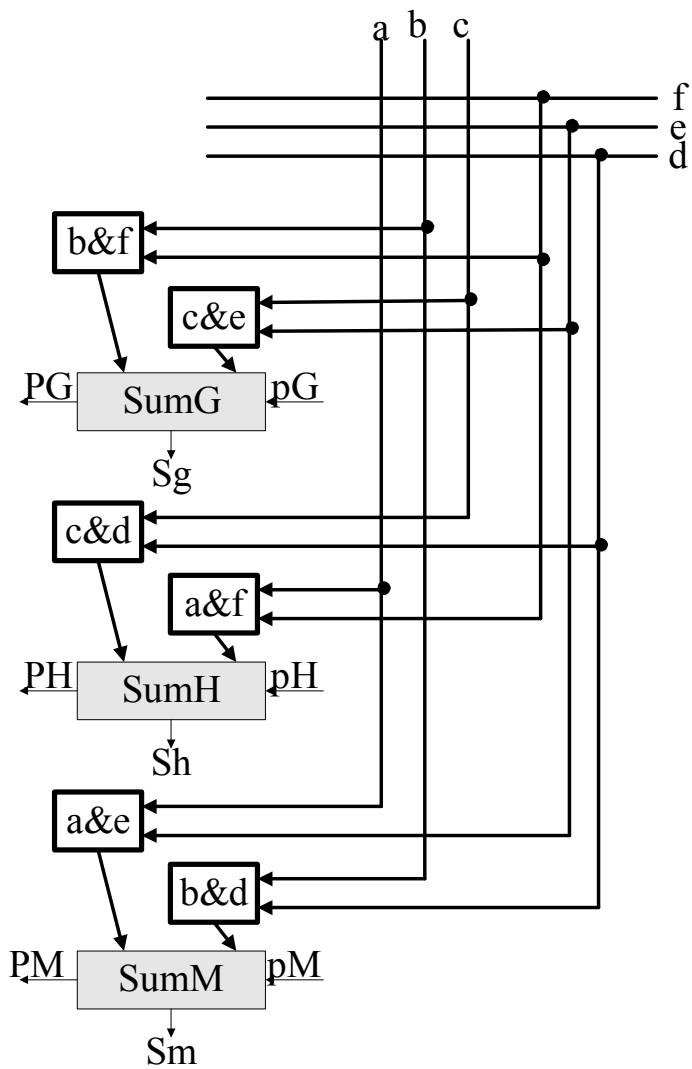 a b c
f
e
d
b&f
c&e
PG SumG pG
Sg
c&d
a&f
PH SumH pH
Sh
a&e
b&d
PM SumM pM
Sm